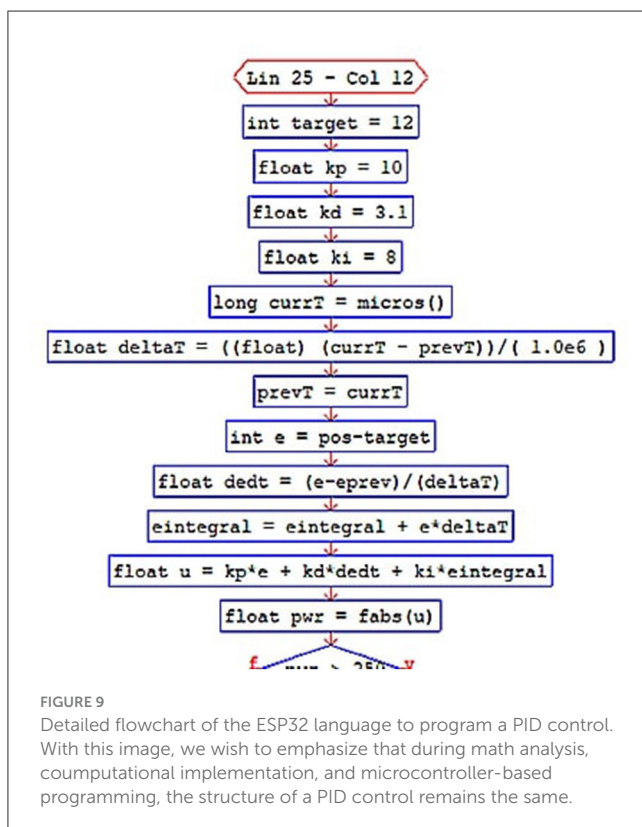 Lin 25 - Col 12
int target = 12
float kp = 10
float kd = 3.1
float ki = 8
long currT = micros()
float deltaT = ((float) (currT - prevT))/( 1.0e6 )
prevT = currT
int e = pos-target
float dedt = (e-eprev)/(deltaT)
eintegral = eintegral + e*deltaT
float u = kp*e + kd*dedt + ki*eintegral
float pwr = fabs(u)
f > 250 v
FIGURE 9
Detailed flowchart of the ESP32 language to program a PID control.
With this image, we wish to emphasize that during math analysis,
coumputational implementation, and microcontroller-based
programming, the structure of a PID control remains the same.